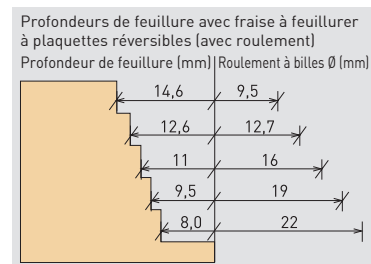 Profondeurs de feuillure avec fraise à feuillurer
à plaquettes réversibles (avec roulement)
Profondeur de feuillure (mm) Roulement à billes Ø (mm)
14,6 9,5
12,6 12,7
11 16
9,5 19
8,0 22